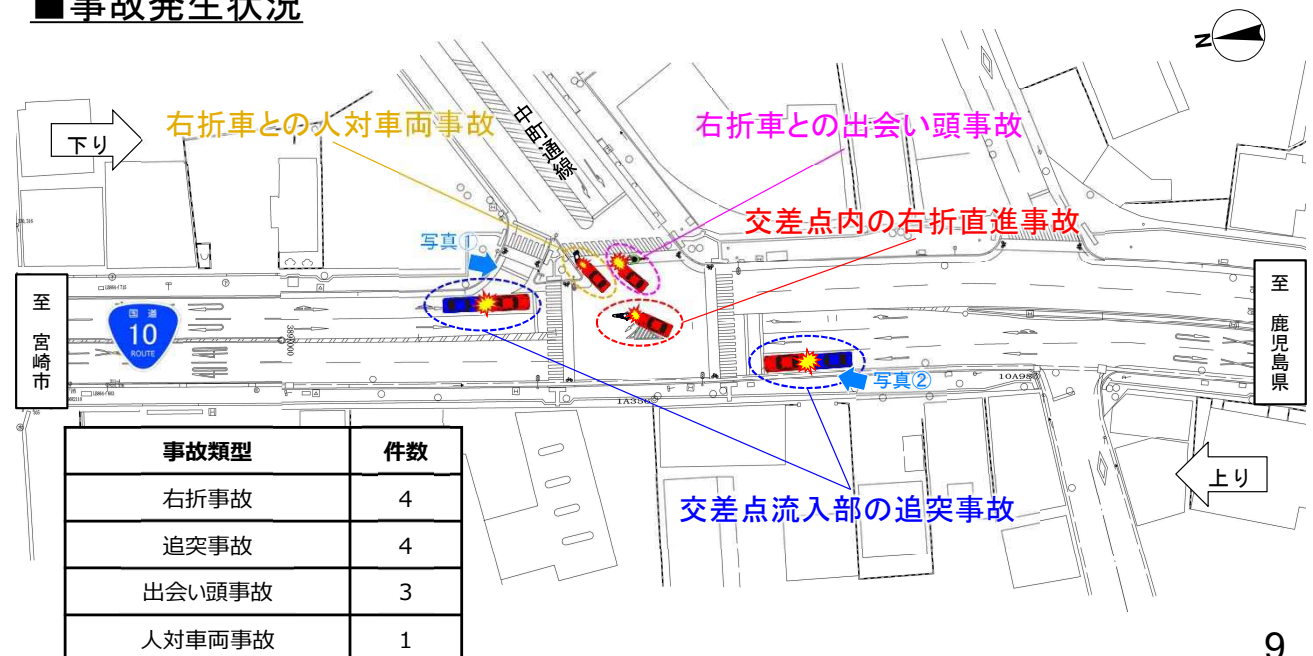 ■事故発生状況
N
下り
右折車との人対車両事故
中町通線
右折車との出会い頭事故
交差点内の右折直進事故
写真①
至 宮崎市
国道
10
ROUTE
至 鹿児島県
写真②
10A98
1A356
上り
交差点流入部の追突事故
事故類型 件数
右折事故 4
追突事故 4
出会い頭事故 3
人対車両事故 1
9